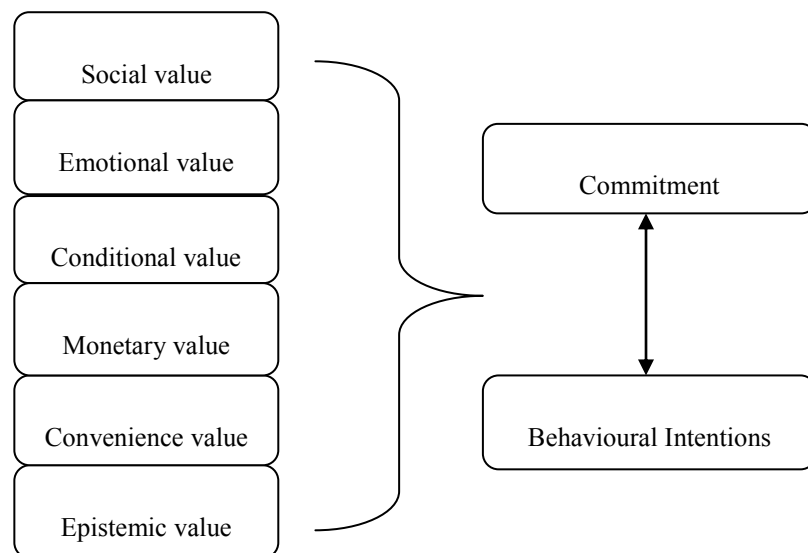 Social value
Emotional value
Conditional value
Monetary value
Convenience value
Epistemic value
Commitment
Behavioural Intentions